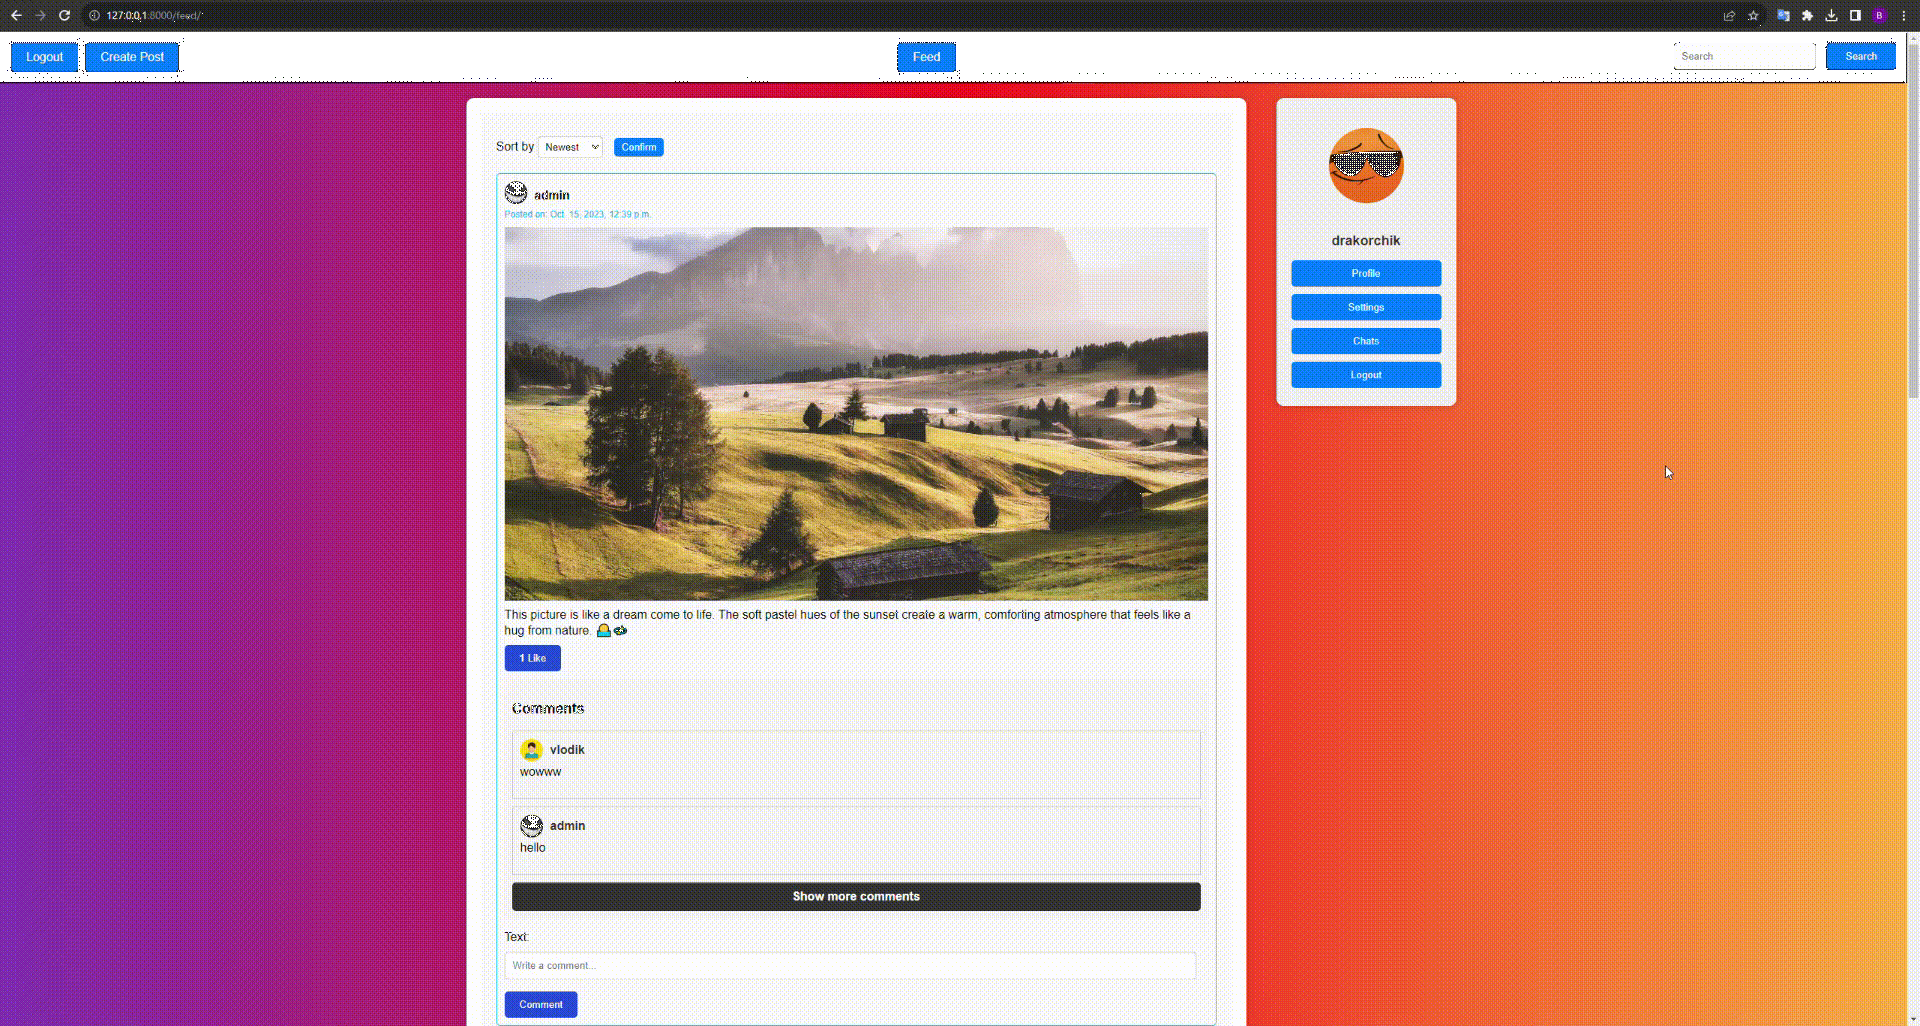 127.0.0.1:8000/feed/
B
Logout
Create Post
Feed
Search
Search
Sort by
Newest
Confirm
admin
Posted on: Oct. 15, 2023, 12:39 p.m.
This picture is like a dream come to life. The soft pastel hues of the sunset create a warm, comforting atmosphere that feels like a
hug from nature.
1 Like
Comments
vlodik
wowww
admin
hello
Show more comments
Text:
Write a comment...
Comment
drakorchik
Profile
Settings
Chats
Logout